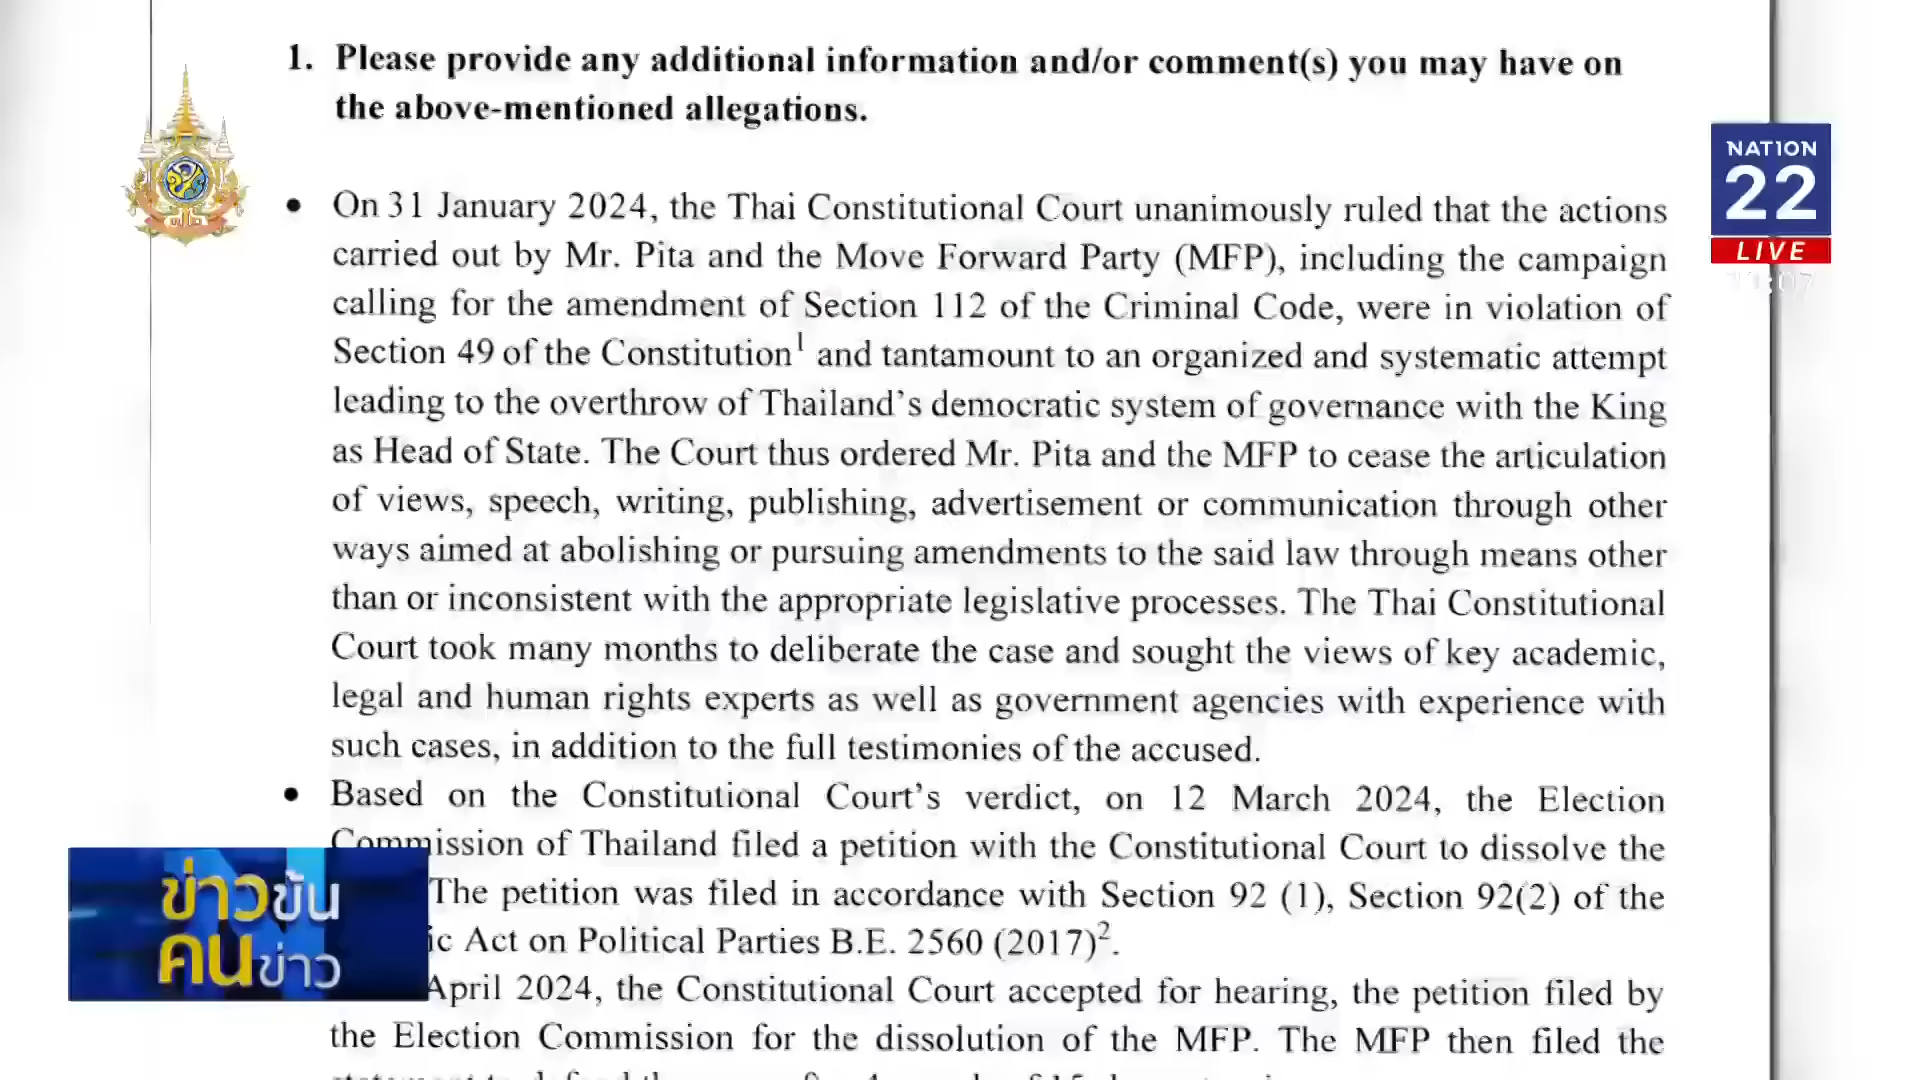 1. Please provide any additional information and/or comment(s) you may have on
the above-mentioned allegations.
• On 31 January 2024, the Thai Constitutional Court unanimously ruled that the actions
carried out by Mr. Pita and the Move Forward Party (MFP), including the campaign
calling for the amendment of Section 112 of the Criminal Code, were in violation of
Section 49 of the Constitution1 and tantamount to an organized and systematic attempt
leading to the overthrow of Thailand's democratic system of governance with the King
as Head of State. The Court thus ordered Mr. Pita and the MFP to cease the articulation
of views, speech, writing, publishing, advertisement or communication through other
ways aimed at abolishing or pursuing amendments to the said law through means other
than or inconsistent with the appropriate legislative processes. The Thai Constitutional
Court took many months to deliberate the case and sought the views of key academic,
legal and human rights experts as well as government agencies with experience with
such cases, in addition to the full testimonies of the accused.
• Based on the Constitutional Court's verdict, on 12 March 2024, the Election
Commission of Thailand filed a petition with the Constitutional Court to dissolve the
The petition was filed in accordance with Section 92 (1), Section 92(2) of the
ic Act on Political Parties B.E. 2560 (2017)2.
April 2024, the Constitutional Court accepted for hearing, the petition filed by
the Election Commission for the dissolution of the MFP. The MFP then filed the
NATION
22
LIVE
ข่าวข้น
คนข่าว